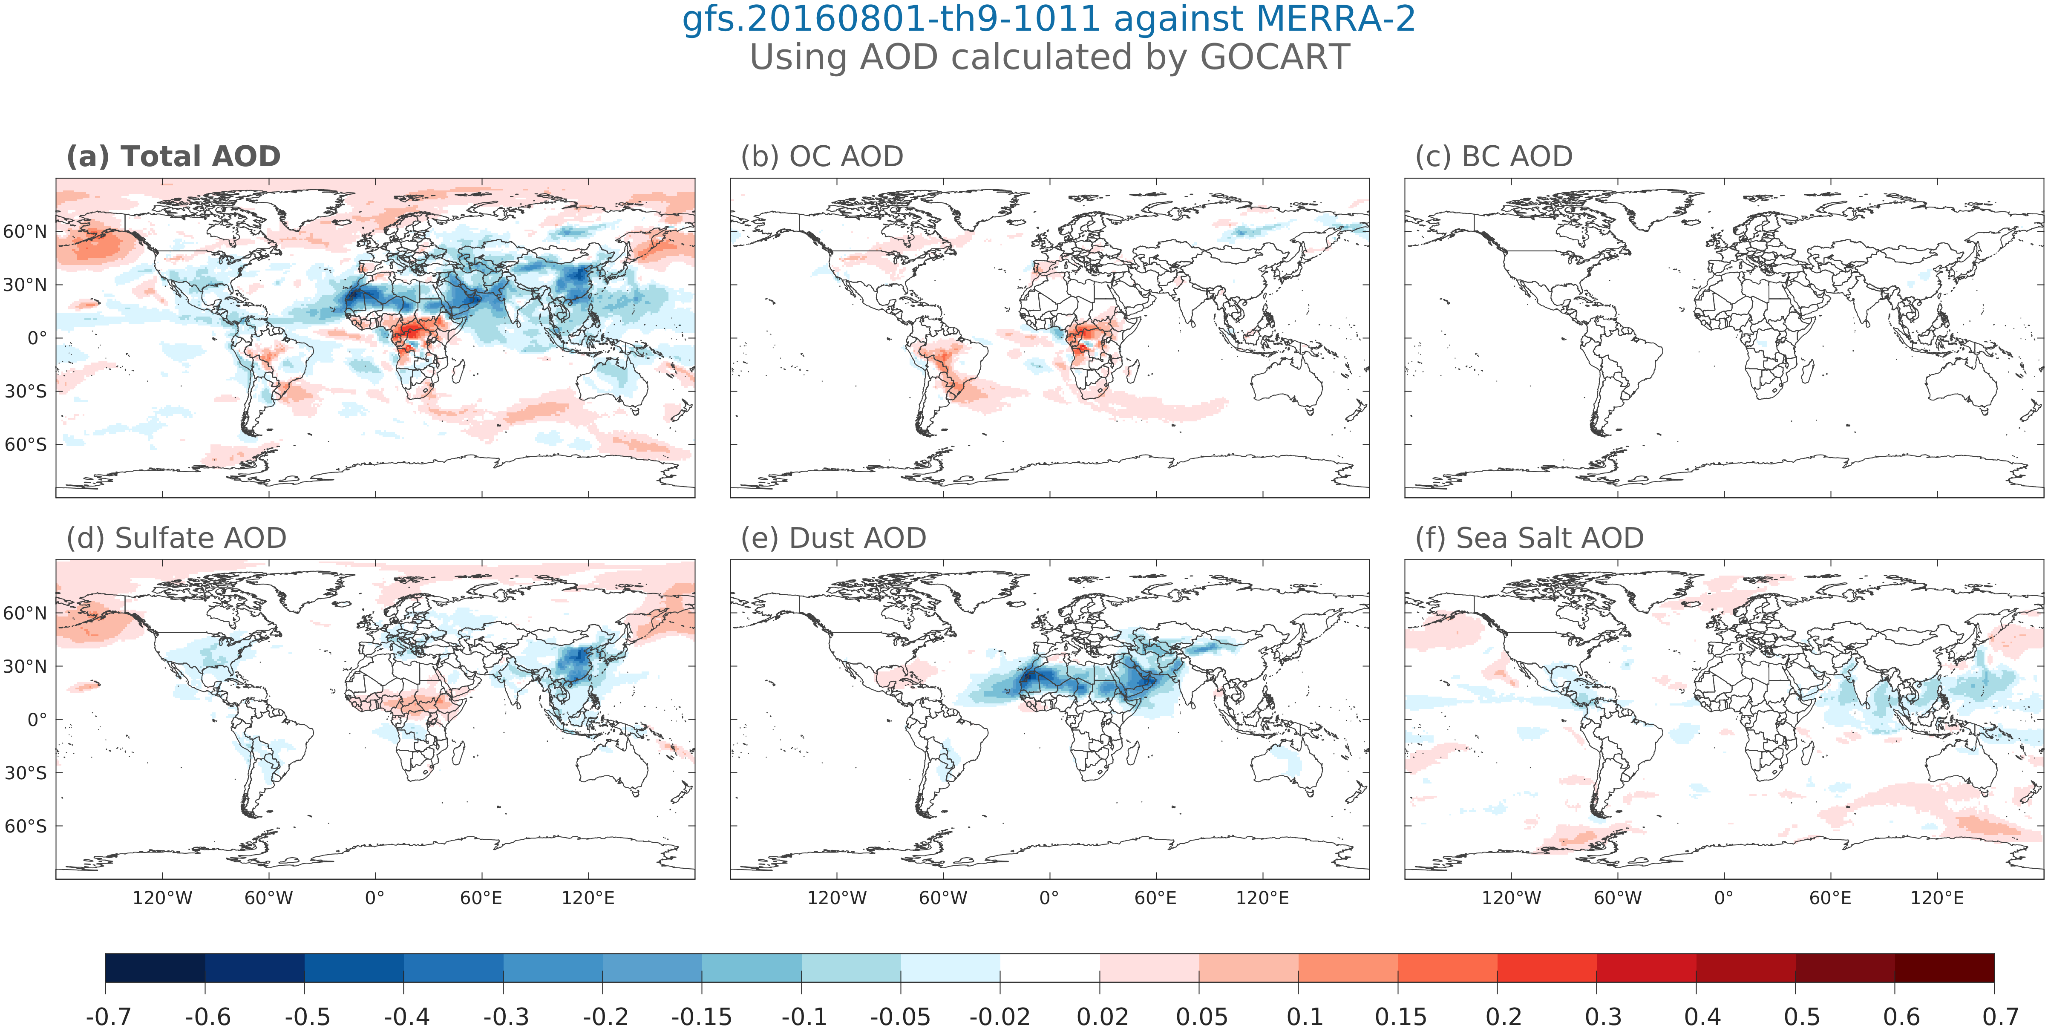 gfs.20160801-th9-1011 against MERRA-2
Using AOD calculated by GOCART
(a) Total AOD
(b) OC AOD
(c) BC AOD
60°N
30°N
0°
30°S
60°S
(d) Sulfate AOD
(e) Dust AOD
(f) Sea Salt AOD
60°N
30°N
0°
30°S
60°S
120°W 60°W 0° 60°E 120°E
120°W 60°W 0° 60°E 120°E
120°W 60°W 0° 60°E 120°E
-0.7 -0.6 -0.5 -0.4 -0.3 -0.2 -0.15 -0.1 -0.05 -0.02 0.02 0.05 0.1 0.15 0.2 0.3 0.4 0.5 0.6 0.7